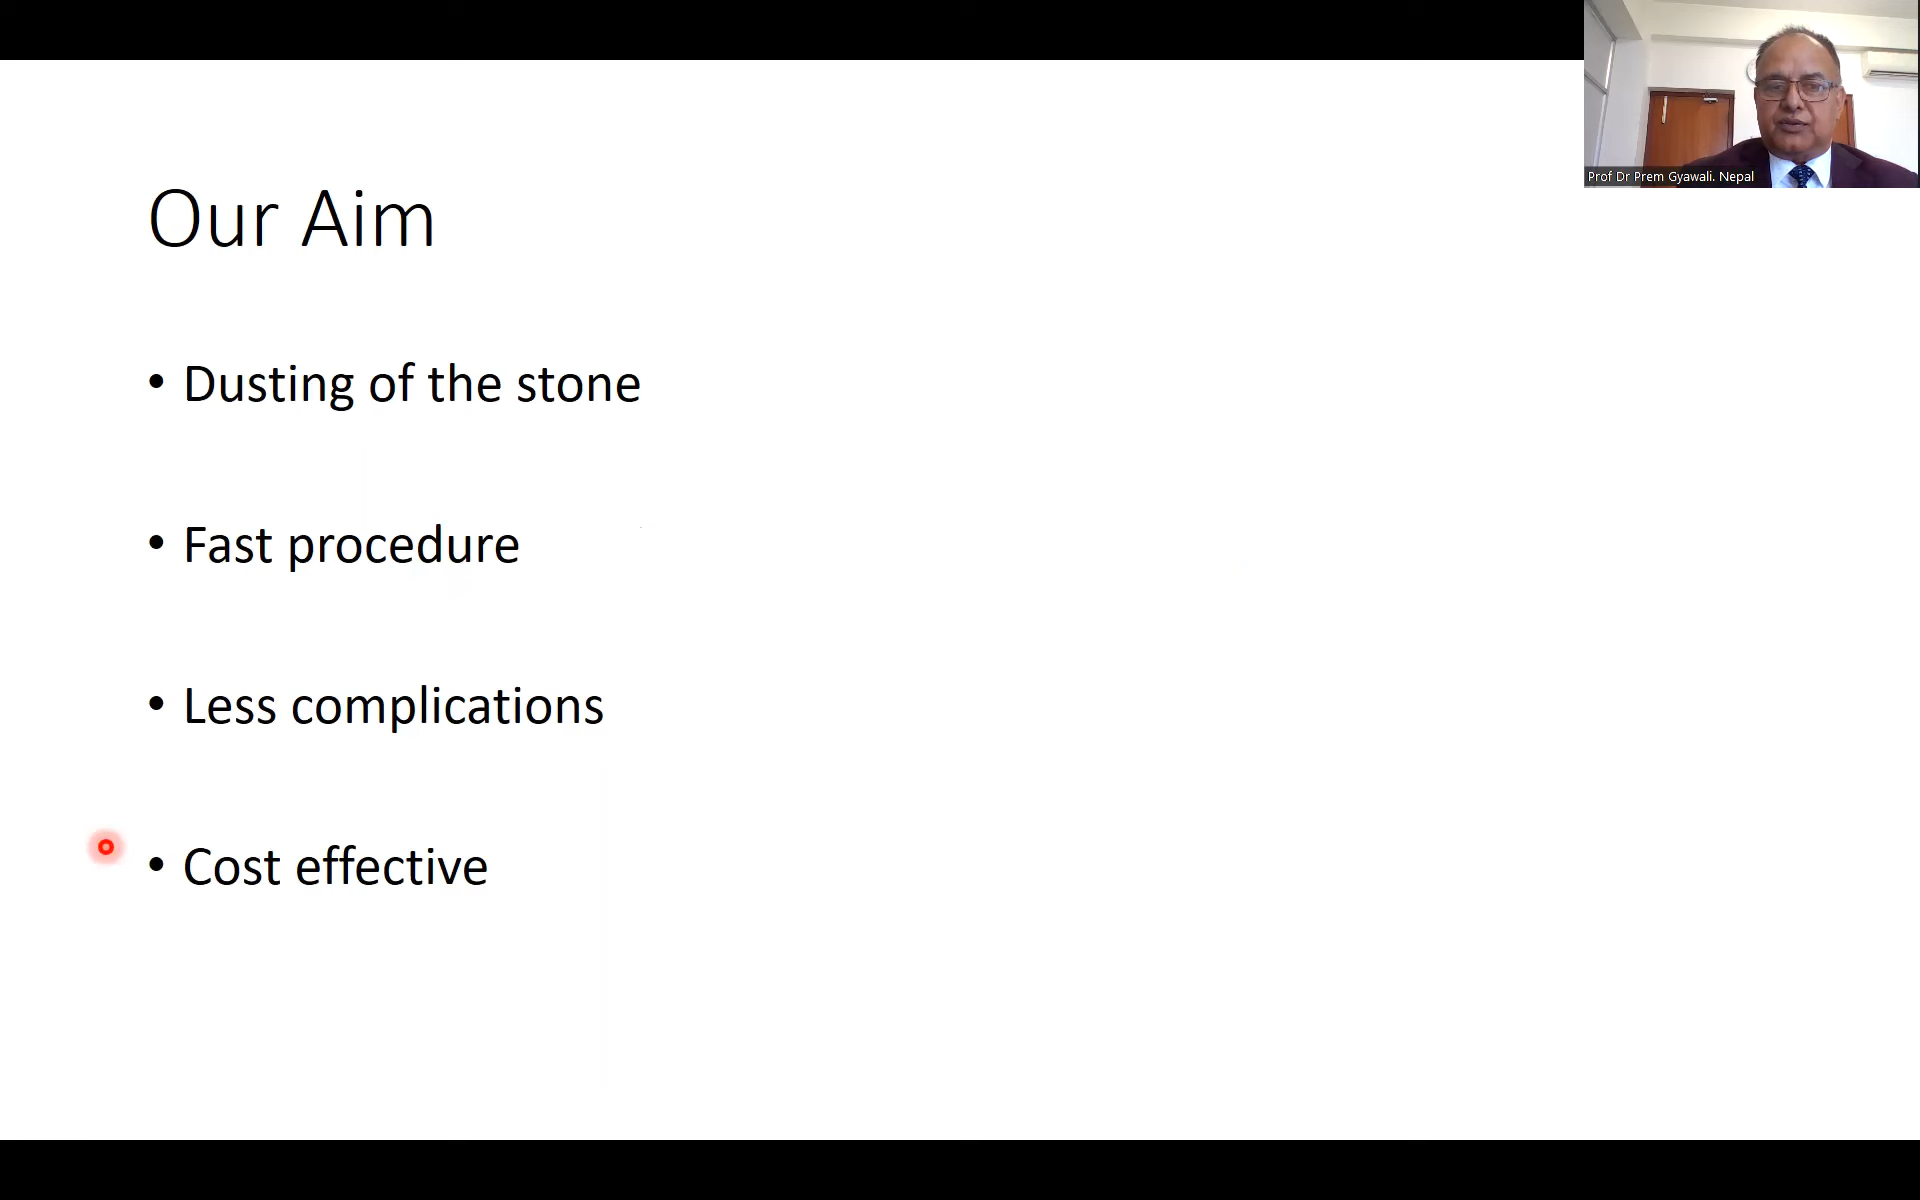 Prof Dr Prem Gyawali. Nepal
Our Aim
• Dusting of the stone
• Fast procedure
• Less complications
• Cost effective